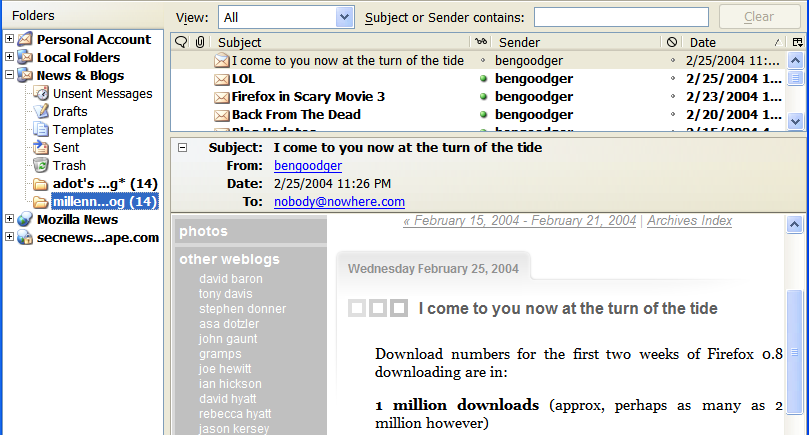 Folders
View: All Subject or Sender contains: Clear
Subject Sender Date
I come to you now at the turn of the tide bengoodger 2/25/2004 11:...
LOL bengoodger 2/25/2004 1...
Firefox in Scary Movie 3 bengoodger 2/23/2004 1...
Back From The Dead bengoodger 2/20/2004 1...
Blog Updates bengoodger 2/15/2004 4
Personal Account
Local Folders
News & Blogs
Unsent Messages
Drafts
Templates
Sent
Trash
adot's ...g* (14)
millenn...og (14)
Mozilla News
secnews...ape.com
Subject: I come to you now at the turn of the tide
From: bengoodger
Date: 2/25/2004 11:26 PM
To: nobody@nowhere.com
photos
other weblogs
david baron
tony davis
stephen donner
asa dotzler
john gaunt
gramps
joe hewitt
ian hickson
david hyatt
rebecca hyatt
jason kersey
« February 15, 2004 - February 21, 2004 | Archives Index
Wednesday February 25, 2004
I come to you now at the turn of the tide
Download numbers for the first two weeks of Firefox 0.8
downloading are in:
1 million downloads (approx, perhaps as many as 2
million however)